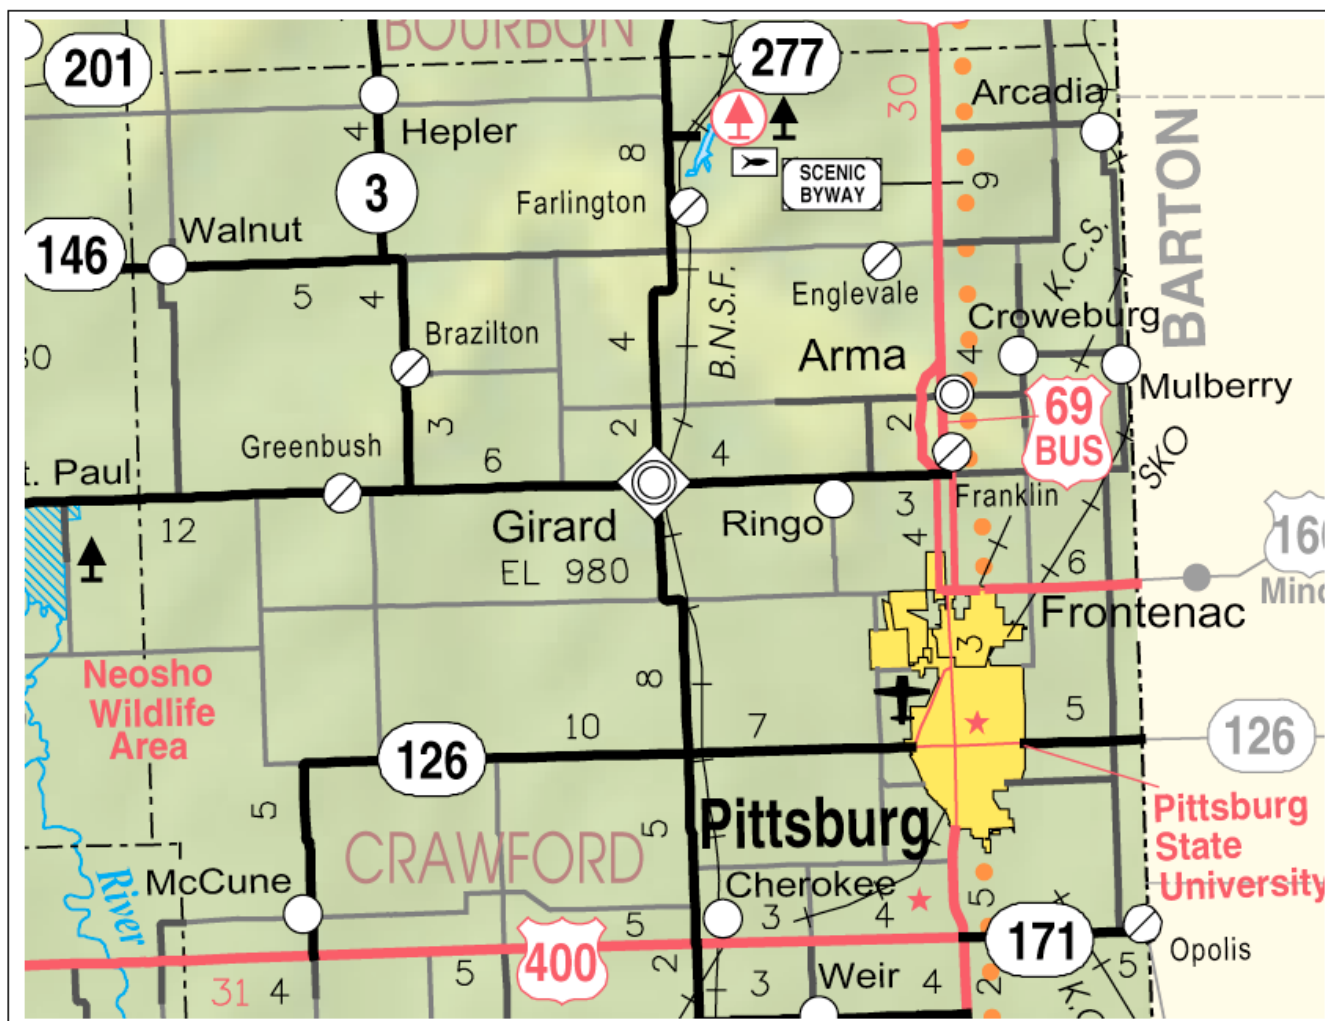 BOURBON
201
277
30
Arcadia
4
Hepler
8
3
SCENIC
BYWAY
9
Farlington
BARTON
Walnut
146
K.C.S.
5
4
B.N.S.F.
Englevale
Croweburg
Brazilton
4
Arma
4
Mulberry
69
BUS
3
2
2
Greenbush
6
4
SKO
t. Paul
12
Girard
EL 980
Ringo
3
Franklin
4
6
Frontenac
3
Neosho
Wildlife
Area
8
10
7
5
126
126
5
5
Pittsburg
Pittsburg
State
University
CRAWFORD
River
McCune
Cherokee
5
3
4
5
171
Opolis
400
2
5
31
4
5
3
Weir
4
2